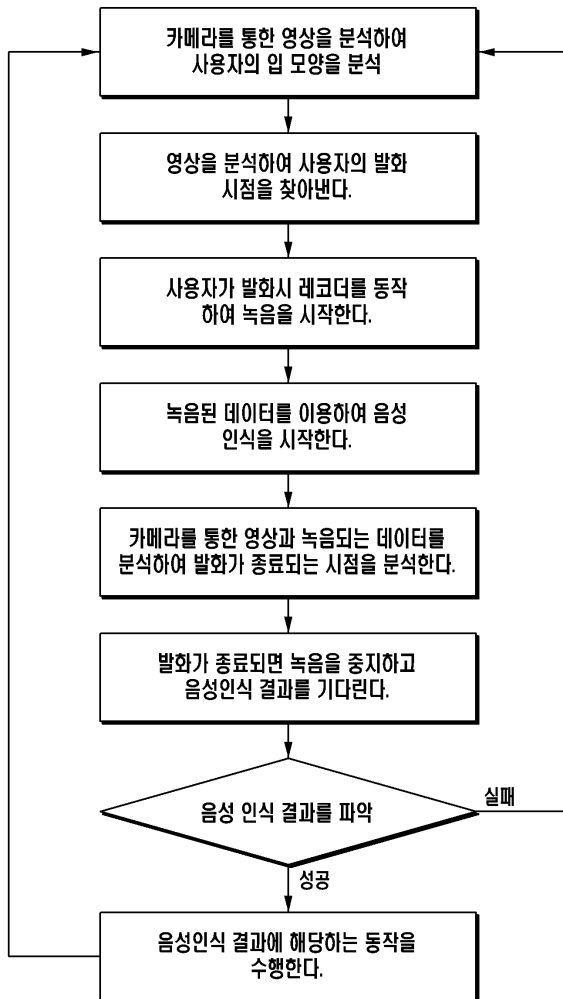 카메라를 통한 영상을 분석하여
사용자의 입 모양을 분석
영상을 분석하여 사용자의 발화
시점을 찾아낸다.
사용자가 발화시 레코더를 동작
하여 녹음을 시작한다.
녹음된 데이터를 이용하여 음성
인식을 시작한다.
카메라를 통한 영상과 녹음되는 데이터를
분석하여 발화가 종료되는 시점을 분석한다.
발화가 종료되면 녹음을 중지하고
음성인식 결과를 기다린다.
음성 인식 결과를 파악
실패
성공
음성인식 결과에 해당하는 동작을
수행한다.